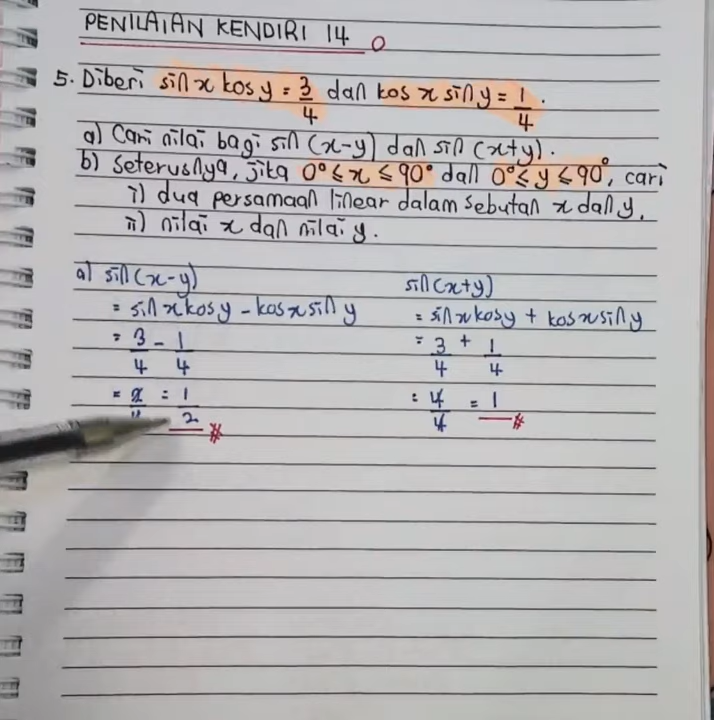 PENILAIAN KENDIRI 14
5. Diberi sin x kos y = 3/4 dan kos x sin y = 1/4.
a) Cari nilai bagi sin (x-y) dan sin (x+y).
b) Seterusnya, jika 0° ≤ x ≤ 90° dan 0° ≤ y ≤ 90°, cari
i) dua persamaan linear dalam sebutan x dan y.
ii) nilai x dan nilai y.
a) sin (x-y)
= sin x kos y - kos x sin y
= 3/4 - 1/4
= 2/4 = 1/2 #
sin (x+y)
= sin x kos y + kos x sin y
= 3/4 + 1/4
= 4/4 = 1 #